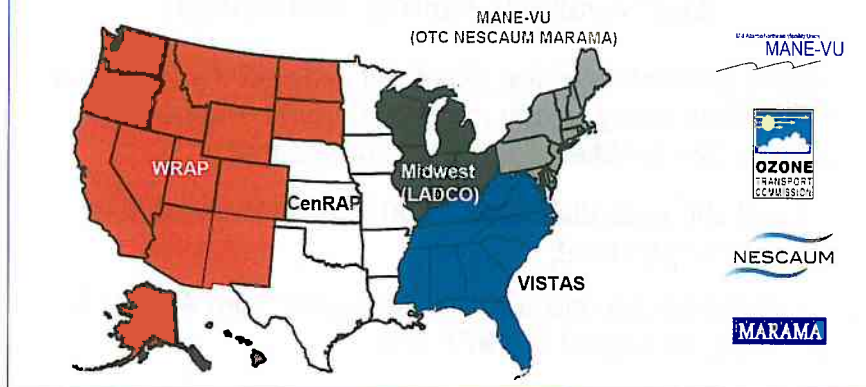 MANE-VU
(OTC NESCAUM MARAMA)
MANE-VU
WRAP
Midwest
(LADCO)
CenRAP
VISTAS
OZONE
TRANSPORT
COMMISSION
NESCAUM
MARAMA